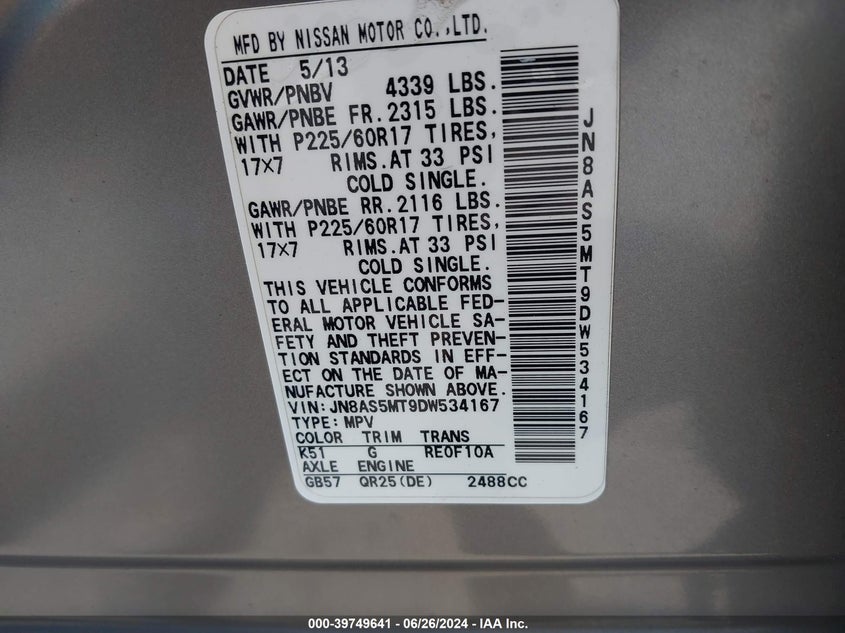 MFD BY NISSAN MOTOR CO.,LTD.
DATE 5/13
GVWR/PNBV 4339 LBS.
GAWR/PNBE FR.2315 LBS.
WITH P225/60R17 TIRES,
17×7 RIMS.AT 33 PSI
COLD SINGLE.
GAWR/PNBE RR.2116 LBS.
WITH P225/60R17 TIRES,
17×7 RIMS.AT 33 PSI
COLD SINGLE.
THIS VEHICLE CONFORMS
TO ALL APPLICABLE FED-
ERAL MOTOR VEHICLE SA-
FETY AND THEFT PREVEN-
TION STANDARDS IN EFF-
ECT ON THE DATE OF MA-
NUFACTURE SHOWN ABOVE.
VIN:JN8AS5MT9DW534167
TYPE:MPV
COLOR TRIM TRANS
K51 G RE0F10A
AXLE ENGINE
GB57 QR25(DE) 2488CC
JN8AS5MT9DW534167
000-39749641 - 06/26/2024 - IAA Inc.